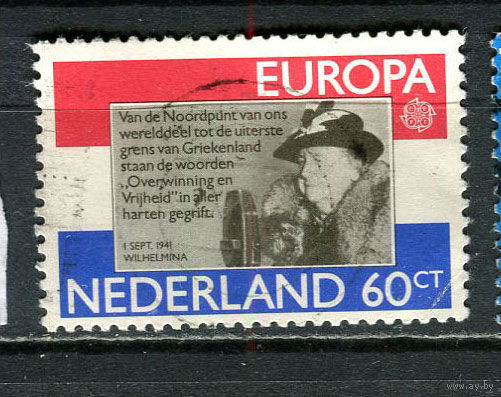 EUROPA
Van de Noordpunt van ons
werelddeel tot de uiterste
grens van Griekenland
staan de woorden
„Overwinning en
Vrijheid” in aller
harten gegrift.
1 SEPT. 1941
WILHELMINA
NEDERLAND 60CT
www.ay.by